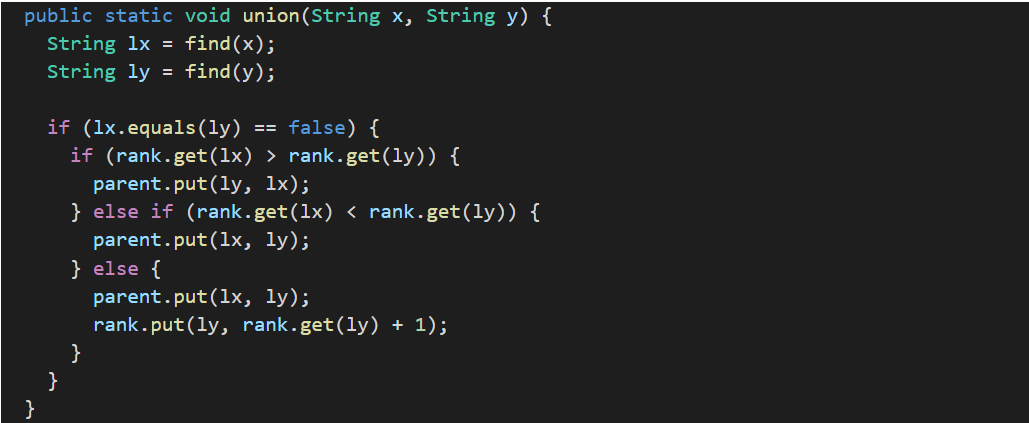 public static void union(String x, String y) {
  String lx = find(x);
  String ly = find(y);

  if (lx.equals(ly) == false) {
    if (rank.get(lx) > rank.get(ly)) {
      parent.put(ly, lx);
    } else if (rank.get(lx) < rank.get(ly)) {
      parent.put(lx, ly);
    } else {
      parent.put(lx, ly);
      rank.put(ly, rank.get(ly) + 1);
    }
  }
}